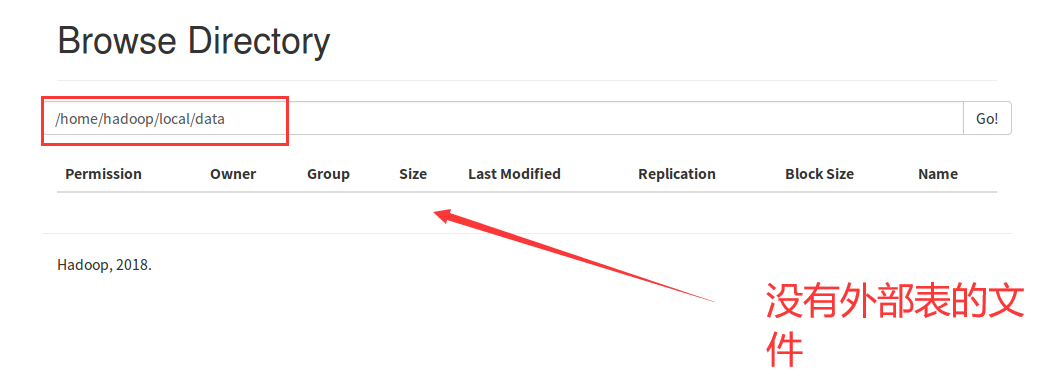 Browse Directory
/home/hadoop/local/data Go!
Permission Owner Group Size Last Modified Replication Block Size Name
Hadoop, 2018.
没有外部表的文
件